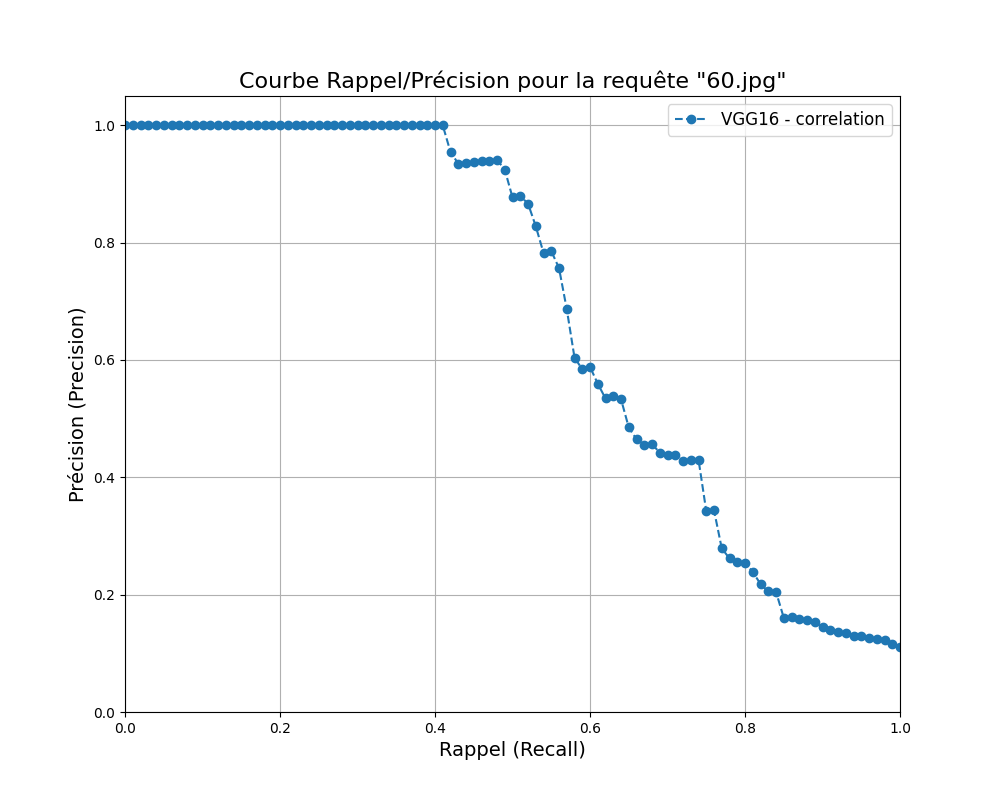 Courbe Rappel/Précision pour la requête "60.jpg"
VGG16 - correlation
Précision (Precision)
1.0
0.8
0.6
0.4
0.2
0.0
0.0 0.2 0.4 0.6 0.8 1.0
Rappel (Recall)